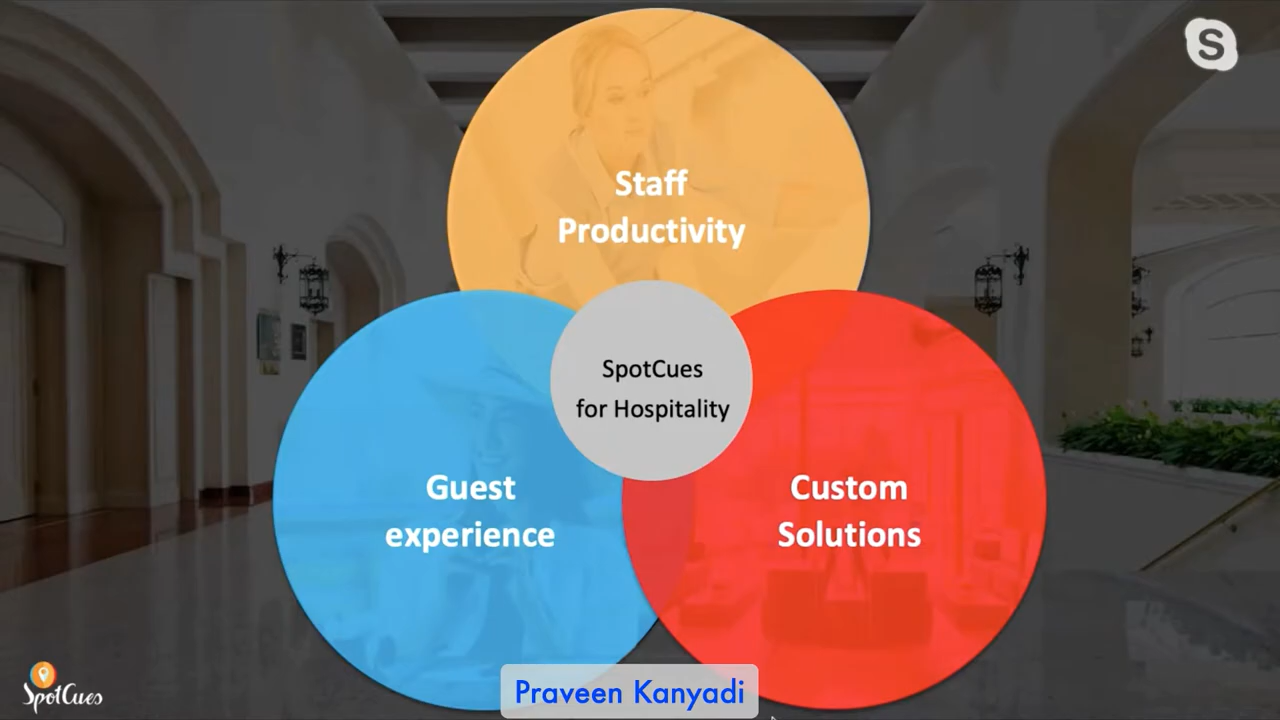 S
Staff
Productivity
SpotCues
for Hospitality
Guest
experience
Custom
Solutions
SpotCues
Praveen Kanyadi